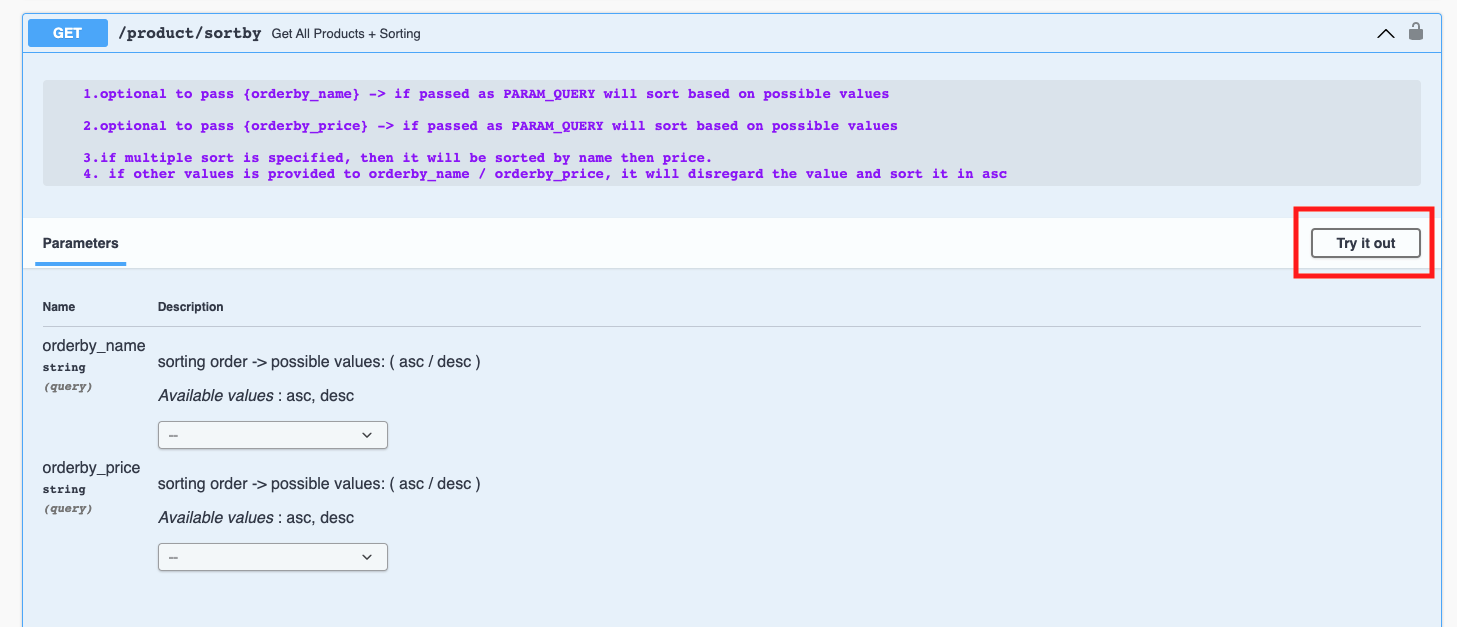 GET /product/sortby Get All Products + Sorting
1.optional to pass {orderby_name} -> if passed as PARAM_QUERY will sort based on possible values
2.optional to pass {orderby_price} -> if passed as PARAM_QUERY will sort based on possible values
3.if multiple sort is specified, then it will be sorted by name then price.
4. if other values is provided to orderby_name / orderby_price, it will disregard the value and sort it in asc
Parameters Try it out
Name Description
orderby_name
string
(query)
sorting order -> possible values: ( asc / desc )
Available values : asc, desc
--
orderby_price
string
(query)
sorting order -> possible values: ( asc / desc )
Available values : asc, desc
--